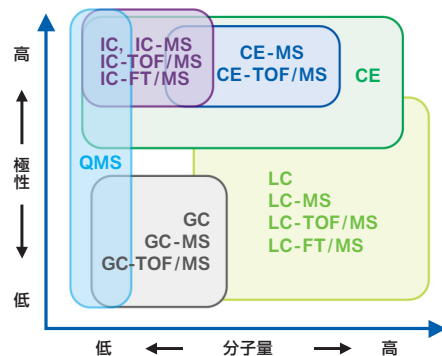 高
極性
低
IC, IC-MS
IC-TOF/MS
IC-FT/MS
CE-MS
CE-TOF/MS
CE
QMS
GC
GC-MS
GC-TOF/MS
LC
LC-MS
LC-TOF/MS
LC-FT/MS
低 分子量 高